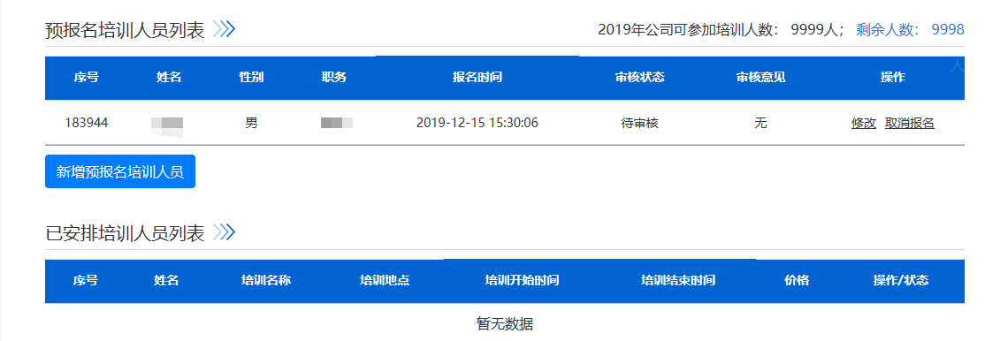 预报名培训人员列表
2019年公司可参加培训人数： 9999人； 剩余人数： 9998
人
序号 姓名 性别 职务 报名时间 审核状态 审核意见 操作
183944 男 2019-12-15 15:30:06 待审核 无 修改 取消报名
新增预报名培训人员
已安排培训人员列表
序号 姓名 培训名称 培训地点 培训开始时间 培训结束时间 价格 操作/状态
暂无数据